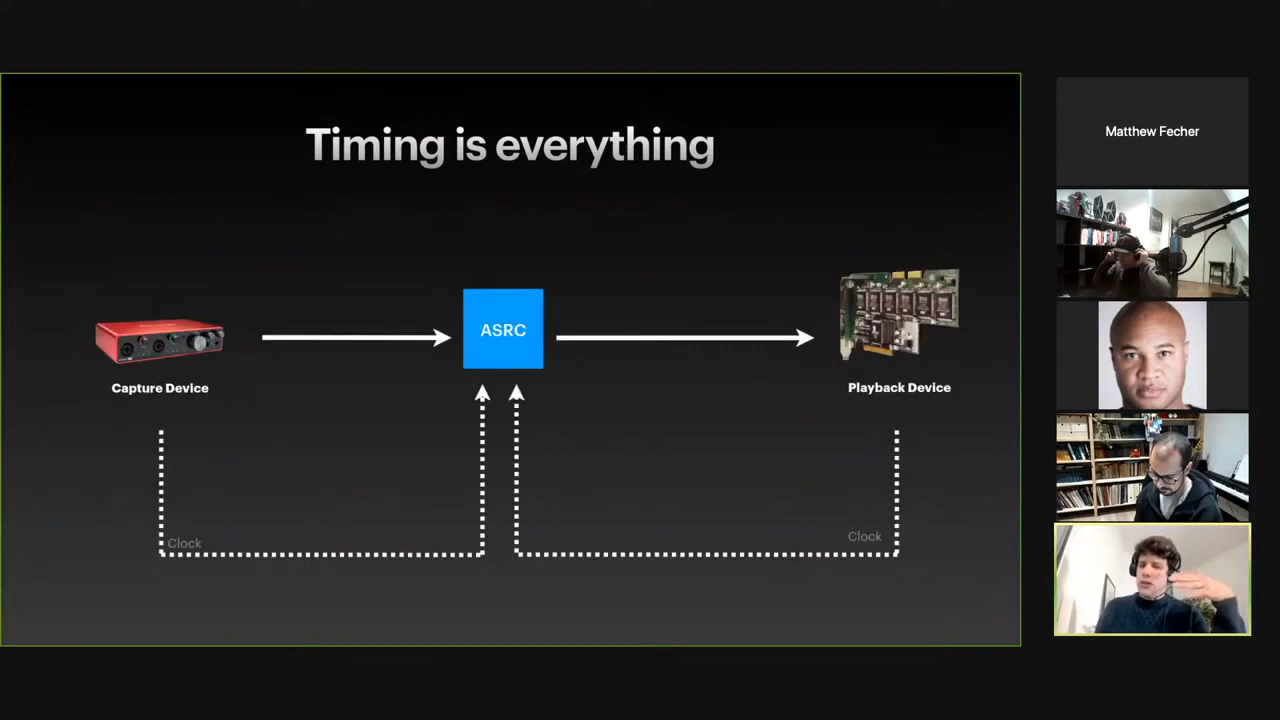 Timing is everything
Matthew Fecher
ASRC
Capture Device
Playback Device
Clock
Clock